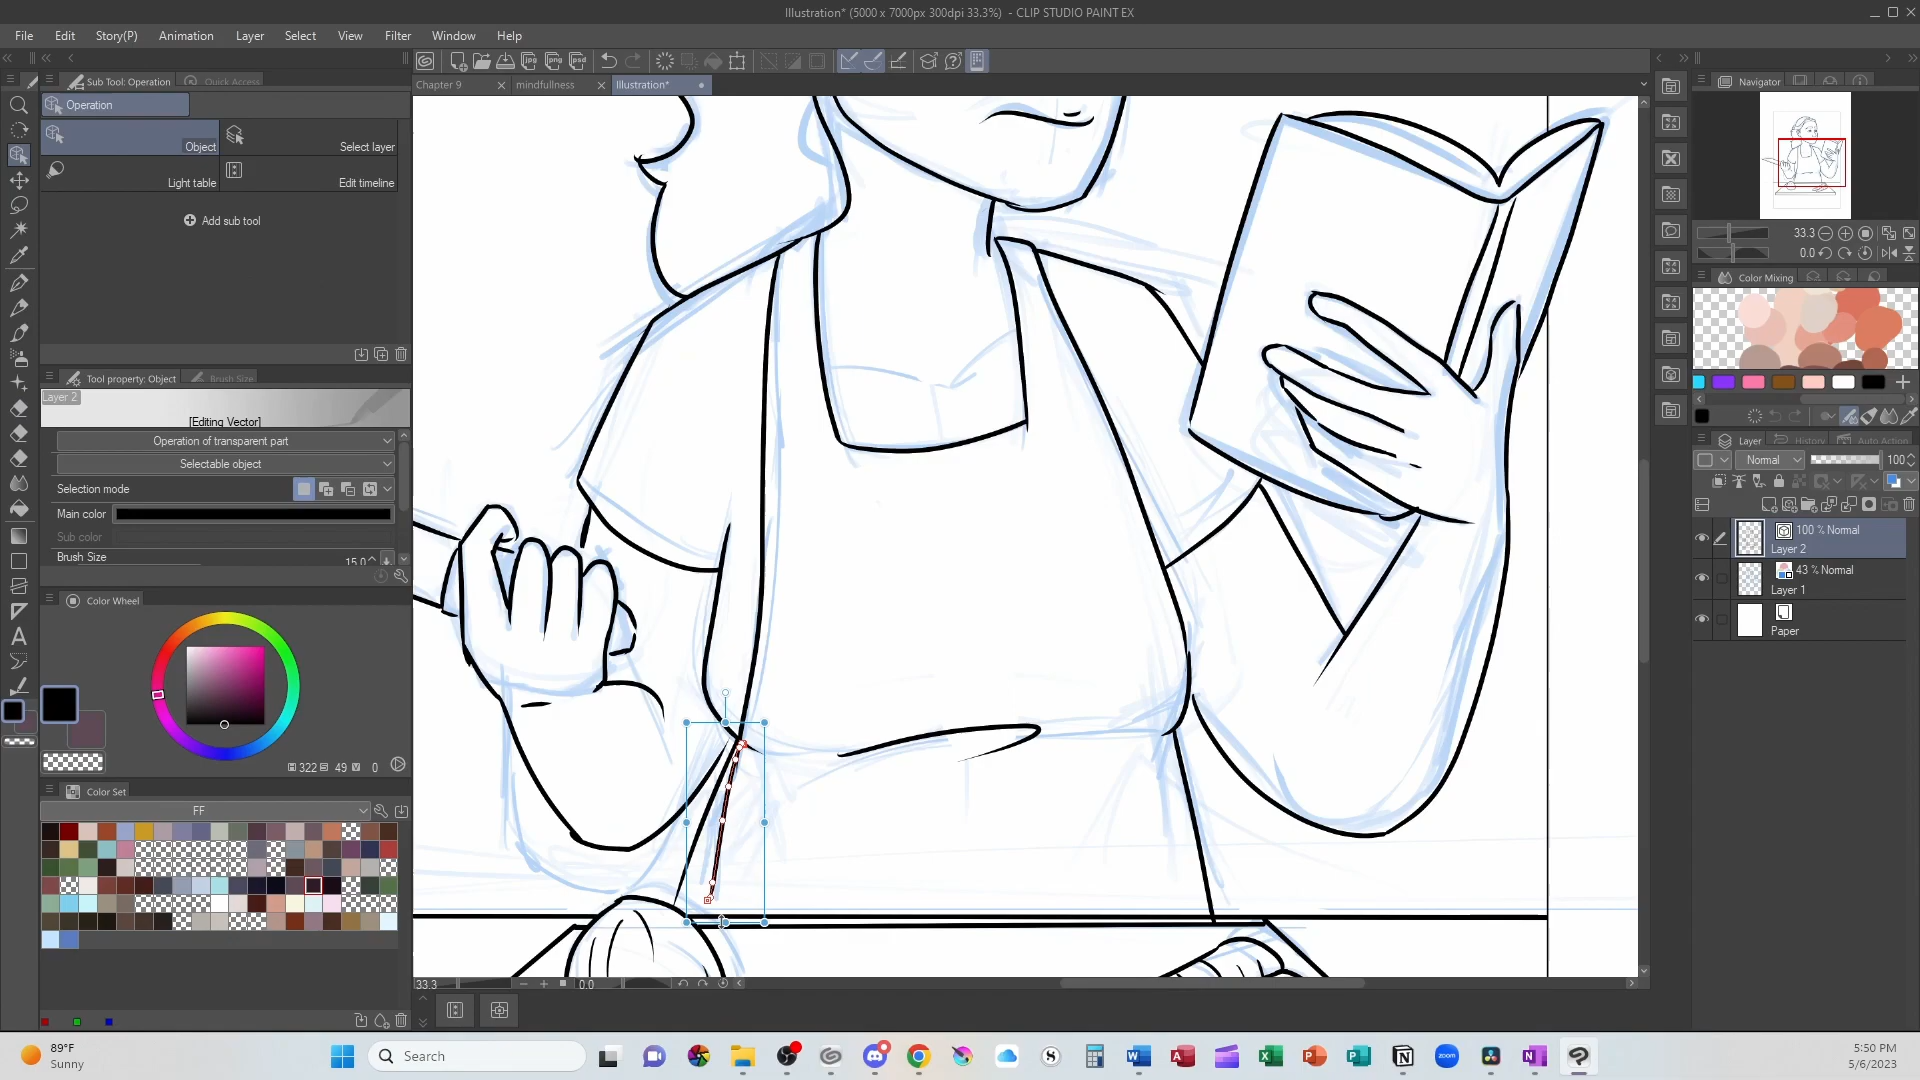 Illustration* (5000 x 7000px 300dpi 33.3%) - CLIP STUDIO PAINT EX
File Edit Story(P) Animation Layer Select View Filter Window Help
Sub Tool: Operation Quick Access
Chapter 9 mindfullness Illustration*
Navigator
Operation
Object Select layer
Light table Edit timeline
Add sub tool
33.3
0.0
Color Mixing
Tool property: Object Brush Size
Layer 2
[Editing Vector]
Operation of transparent part
Selectable object
Selection mode
Main color
Sub color
Brush Size 15.0
Layer History Auto Action
Normal 100
100 % Normal
Layer 2
43 % Normal
Layer 1
Paper
Color Wheel
322 49 0
Color Set
FF
33.3 0.0
89°F
Sunny
Search
zoom
5:50 PM
5/6/2023